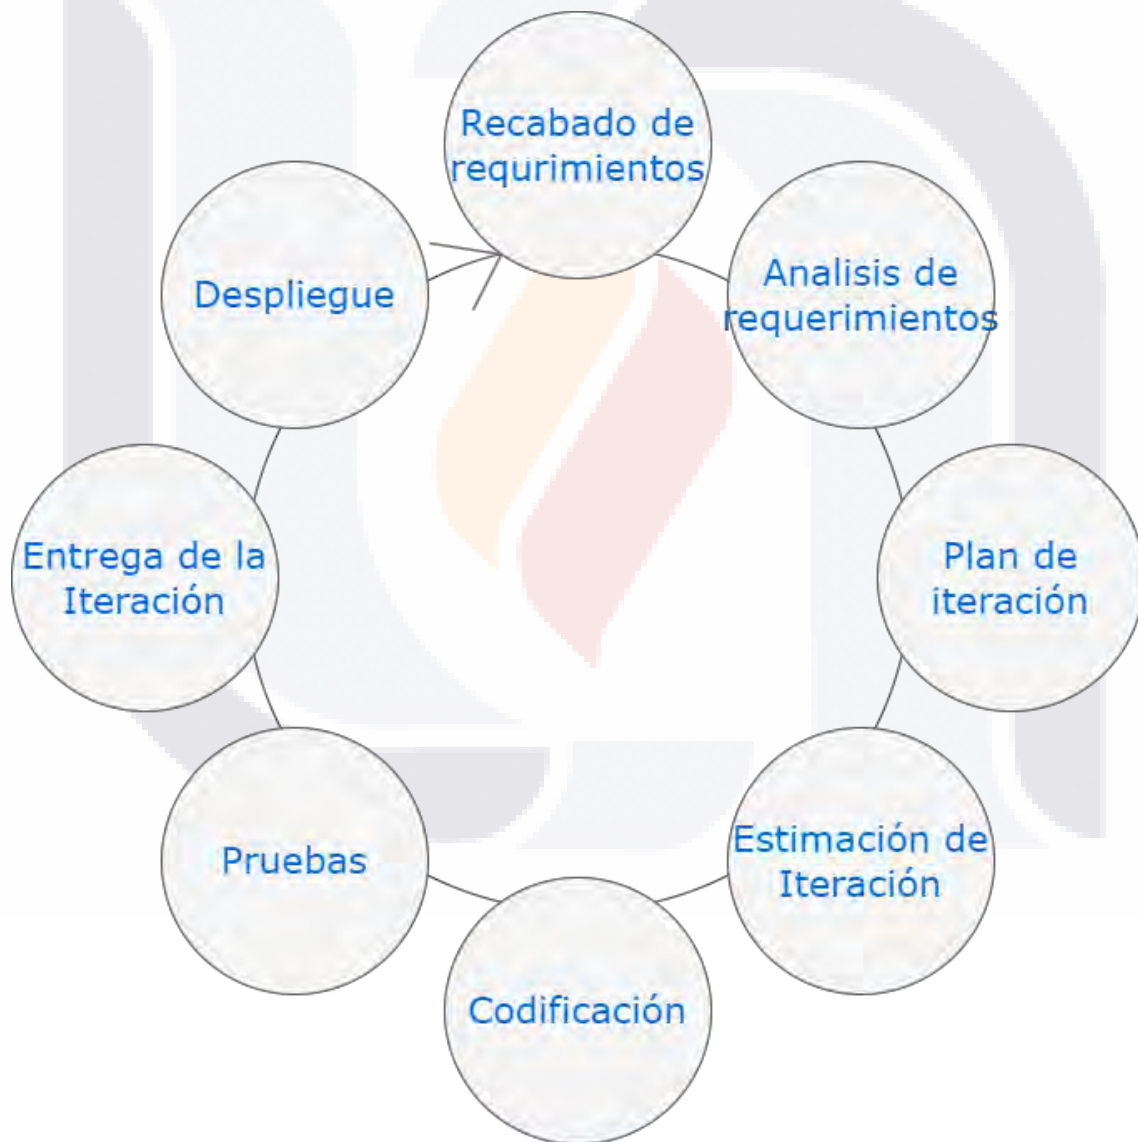 Recabado de
requrimientos
Analisis de
requerimientos
Plan de
iteración
Estimación de
Iteración
Codificación
Pruebas
Entrega de la
Iteración
Despliegue